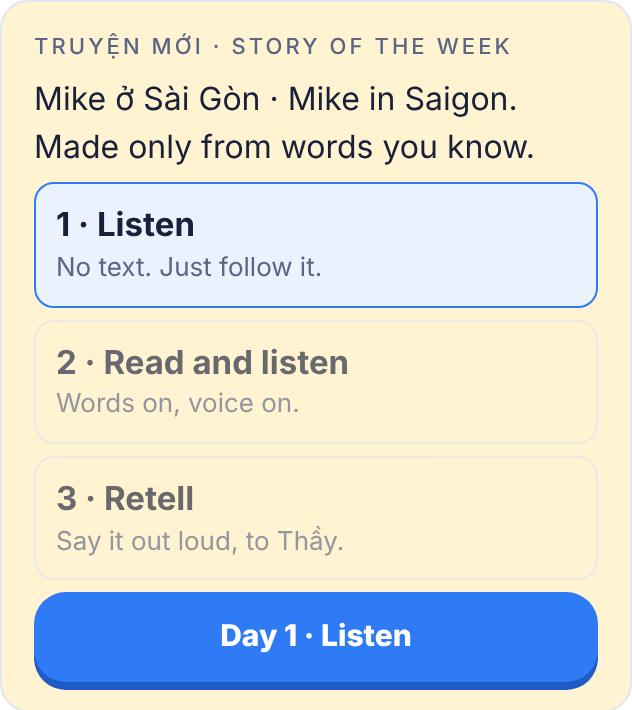 TRUYỆN MỚI · STORY OF THE WEEK
Mike ở Sài Gòn · Mike in Saigon.
Made only from words you know.
1 · Listen
No text. Just follow it.
2 · Read and listen
Words on, voice on.
3 · Retell
Say it out loud, to Thầy.
Day 1 · Listen